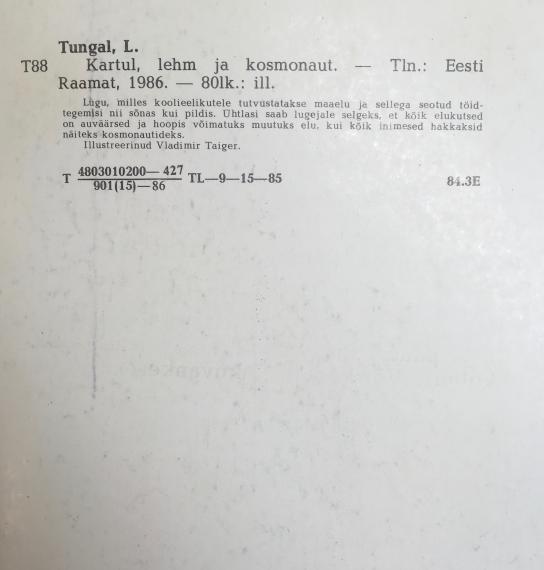 Tungal, L.
T88 Kartul, lehm ja kosmonaut. — Tln.: Eesti
Raamat, 1986. — 80lk.: ill.
Lugu, milles koolieelikutele tutvustatakse maaelu ja sellega seotud töid-
tegemisi nii sõnas kui pildis. Ühtlasi saab lugejale selgeks, et kõik elukutsed
on auväärsed ja hoopis võimatuks muutuks elu, kui kõik inimesed hakkaksid
näiteks kosmonautideks.
Illustreerinud Vladimir Taiger.
T 4803010200—427
901(15)—86 TL—9—15—85 84.3E